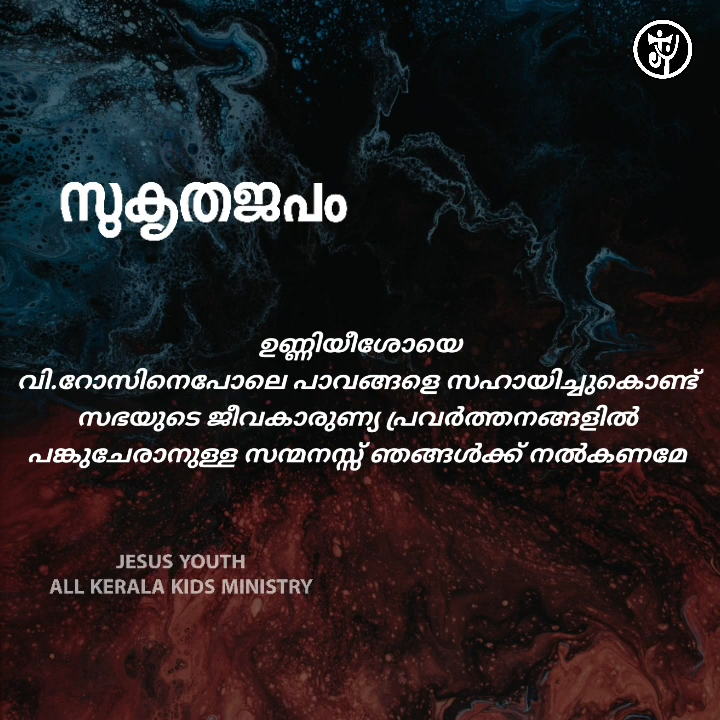 സുകൃതജപം
ഉണ്ണിയീശോയെ
വി.റോസിനെപോലെ പാവങ്ങളെ സഹായിച്ചുകൊണ്ട്
സഭയുടെ ജീവകാരുണ്യ പ്രവർത്തനങ്ങളിൽ
പങ്കുചേരാനുള്ള സന്മനസ്സ് ഞങ്ങൾക്ക് നൽകണമേ
JESUS YOUTH
ALL KERALA KIDS MINISTRY